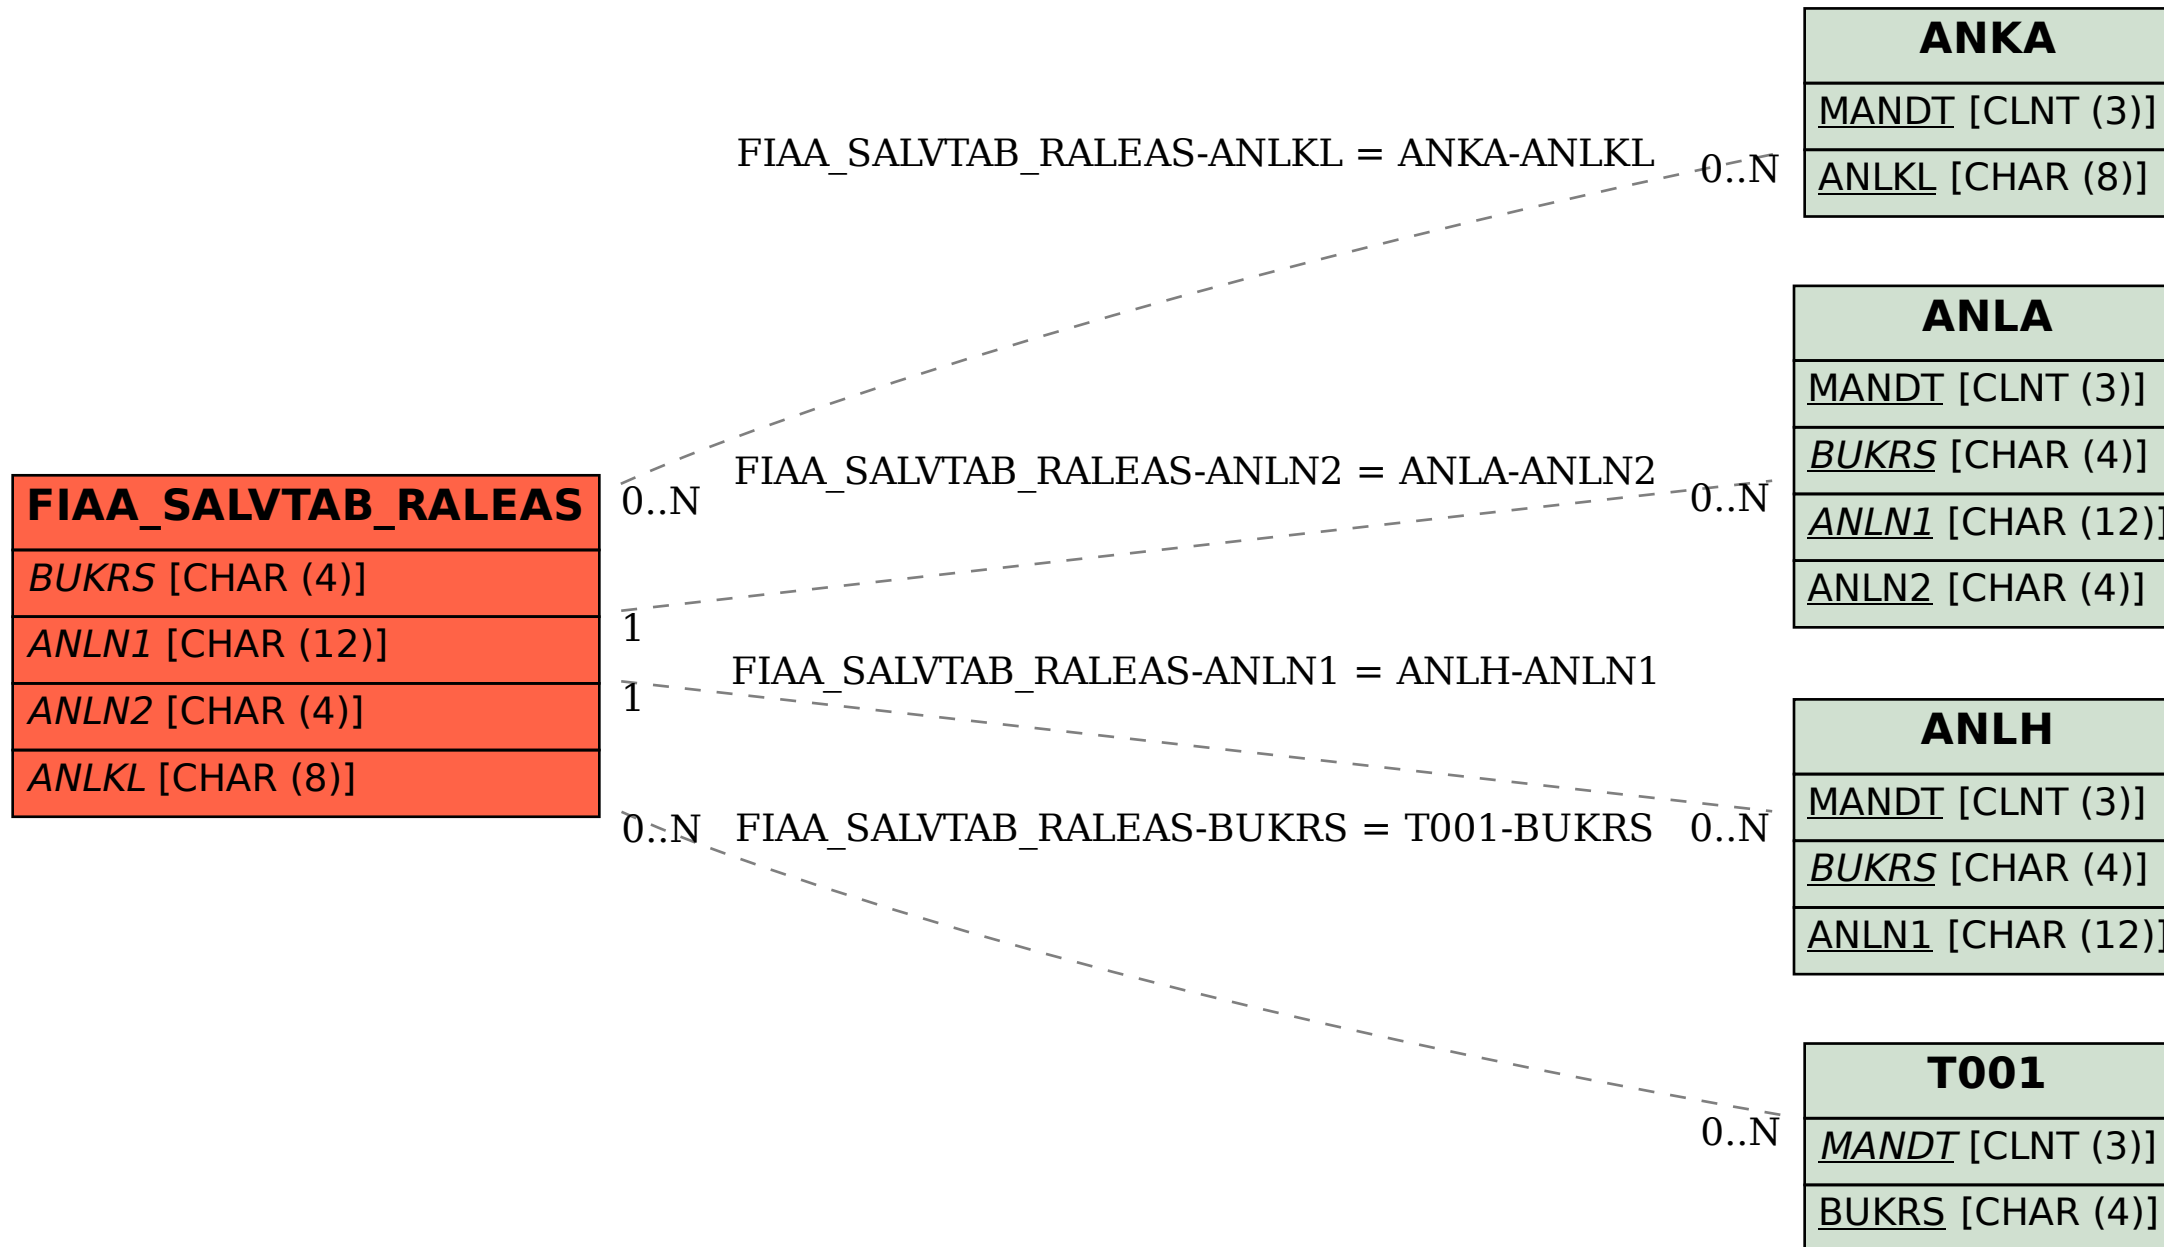 ANKA
MANDT [CLNT (3)]
ANLKL [CHAR (8)]
FIAA_SALVTAB_RALEAS-ANLKL = ANKA-ANLKL
0..N
ANLA
MANDT [CLNT (3)]
BUKRS [CHAR (4)]
ANLN1 [CHAR (12)]
ANLN2 [CHAR (4)]
FIAA_SALVTAB_RALEAS-ANLN2 = ANLA-ANLN2
0..N
FIAA_SALVTAB_RALEAS
BUKRS [CHAR (4)]
ANLN1 [CHAR (12)]
ANLN2 [CHAR (4)]
ANLKL [CHAR (8)]
0..N
1
1
0..N
FIAA_SALVTAB_RALEAS-ANLN1 = ANLH-ANLN1
FIAA_SALVTAB_RALEAS-BUKRS = T001-BUKRS
0..N
ANLH
MANDT [CLNT (3)]
BUKRS [CHAR (4)]
ANLN1 [CHAR (12)]
0..N
T001
MANDT [CLNT (3)]
BUKRS [CHAR (4)]